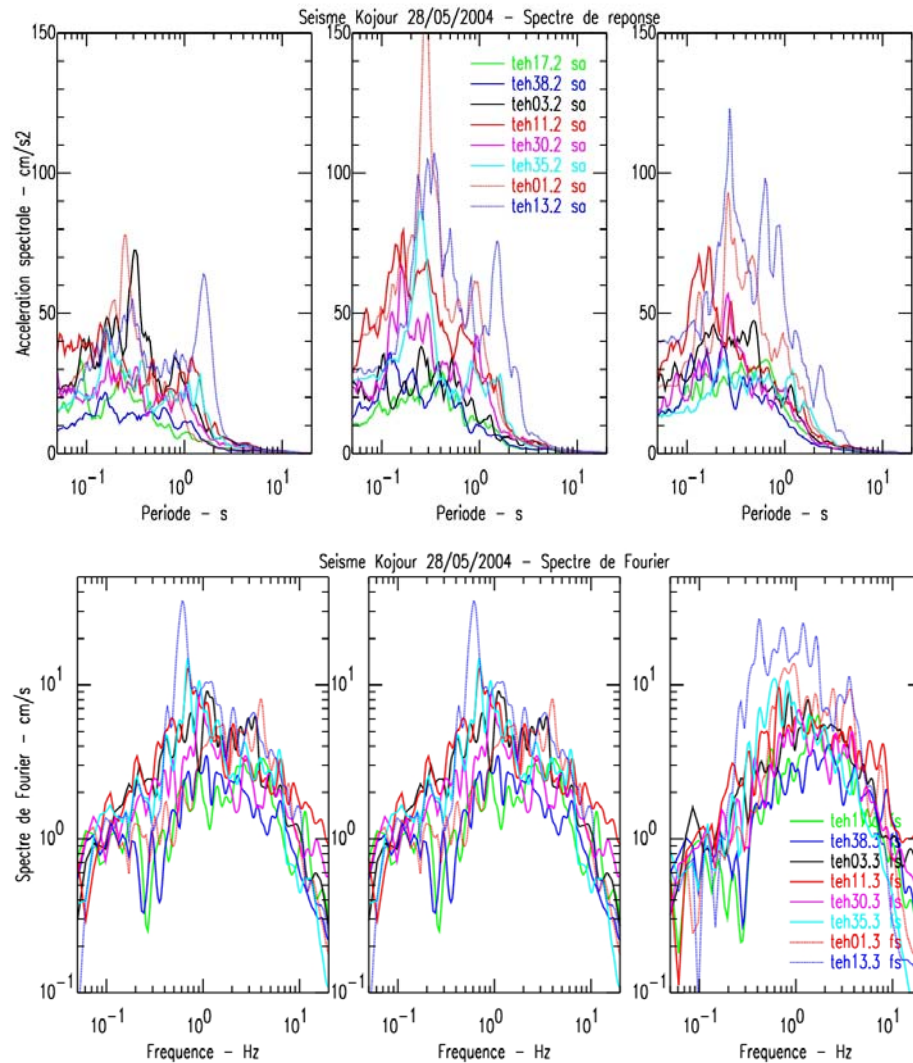 Seisme Kojour 28/05/2004 - Spectre de reponse
Acceleration spectrale - cm/s2
150
100
50
0
150
100
50
0
150
100
50
0
teh17.2 sa
teh38.2 sa
teh03.2 sa
teh11.2 sa
teh30.2 sa
teh35.2 sa
teh01.2 sa
teh13.2 sa
10⁻¹ 10⁰ 10¹
10⁻¹ 10⁰ 10¹
10⁻¹ 10⁰ 10¹
Periode - s
Periode - s
Periode - s
Seisme Kojour 28/05/2004 - Spectre de Fourier
Spectre de Fourier - cm/s
10¹
10⁰
10⁻¹
10¹
10⁰
10⁻¹
10¹
10⁰
10⁻¹
fs
teh38.3 fs
teh03.3 fs
teh11.3 fs
teh30.3 fs
teh35.3 fs
teh01.3 fs
teh13.3 fs
10⁻¹ 10⁰ 10¹
10⁻¹ 10⁰ 10¹
10⁻¹ 10⁰ 10¹
Frequence - Hz
Frequence - Hz
Frequence - Hz